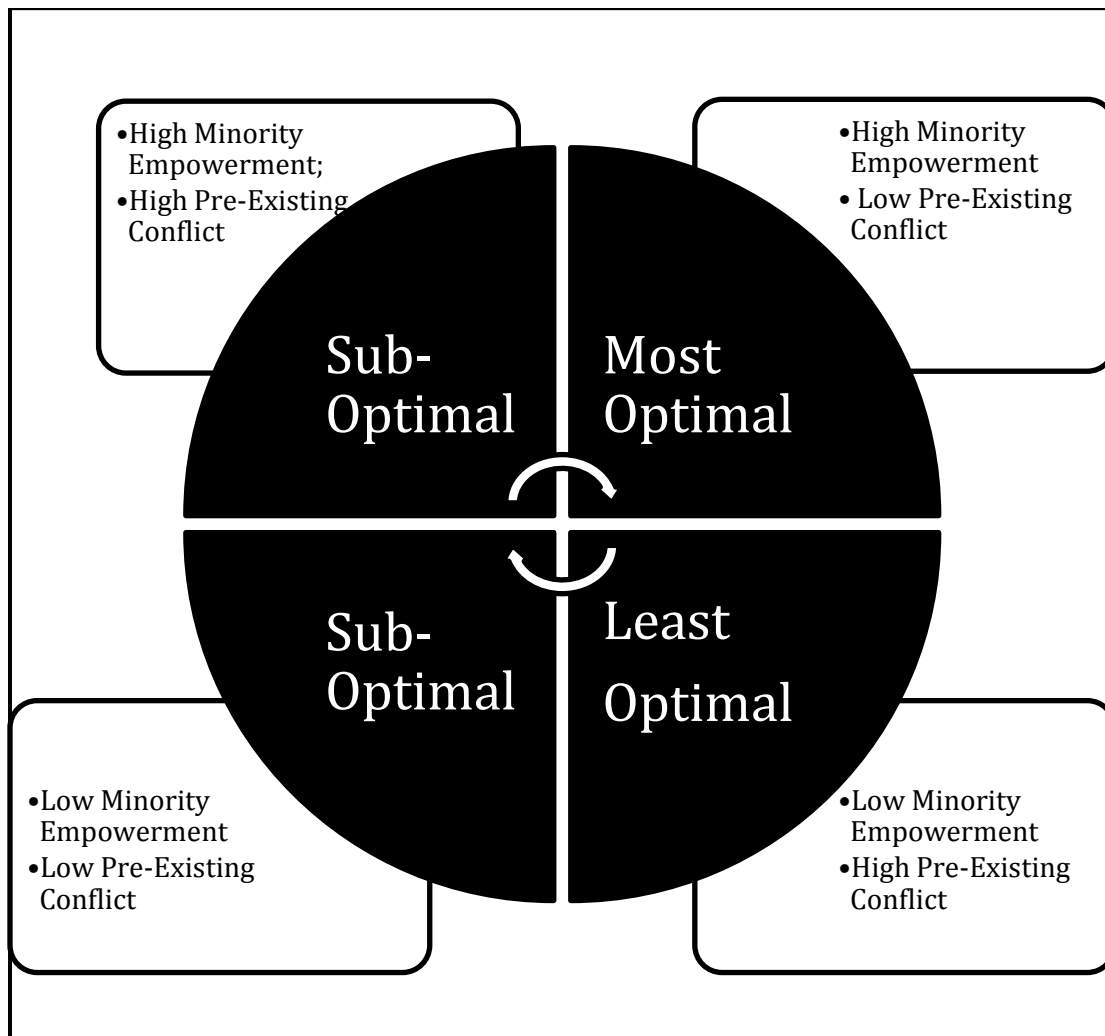 •High Minority
Empowerment;
•High Pre-Existing
Conflict
•High Minority
Empowerment
• Low Pre-Existing
Conflict
Sub-
Optimal
Most
Optimal
Sub-
Optimal
Least
Optimal
•Low Minority
Empowerment
•Low Pre-Existing
Conflict
•Low Minority
Empowerment
•High Pre-Existing
Conflict